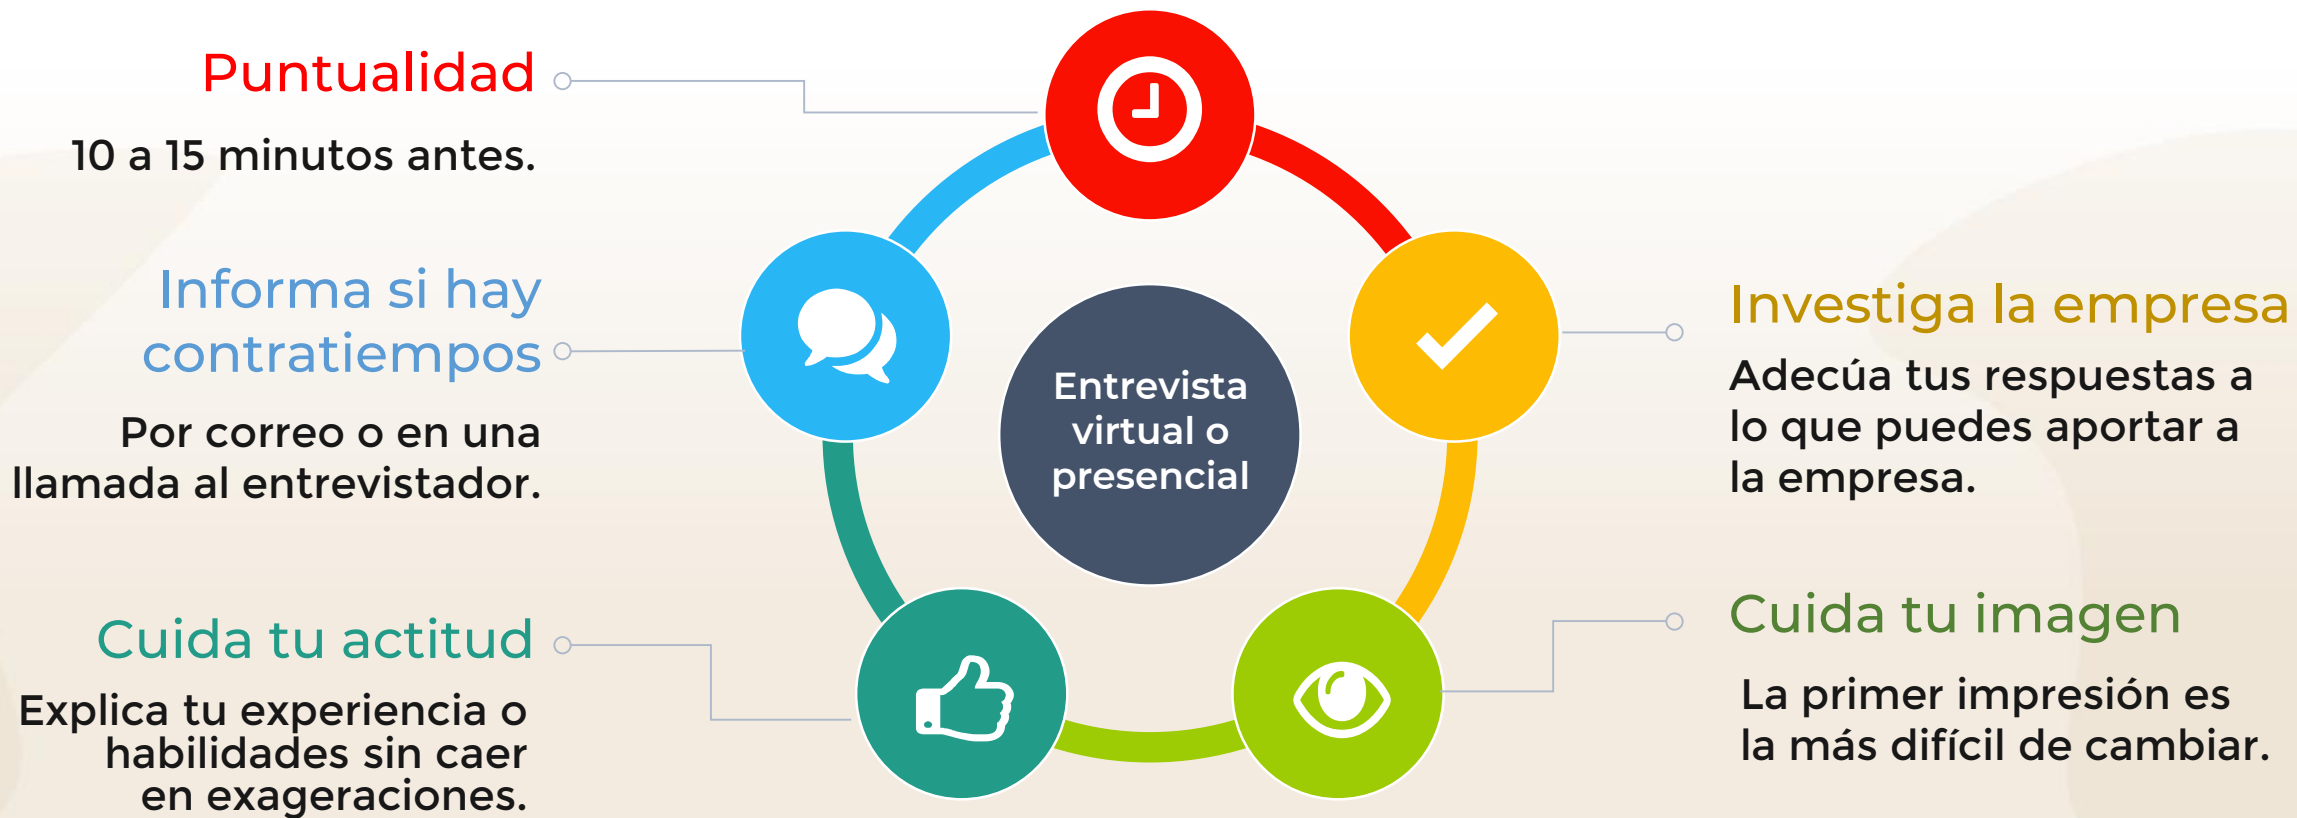 Puntualidad
10 a 15 minutos antes.
Informa si hay
contratiempos
Por correo o en una
llamada al entrevistador.
Cuida tu actitud
Explica tu experiencia o
habilidades sin caer
en exageraciones.
Entrevista
virtual o
presencial
Investiga la empresa
Adecúa tus respuestas a
lo que puedes aportar a
la empresa.
Cuida tu imagen
La primer impresión es
la más difícil de cambiar.